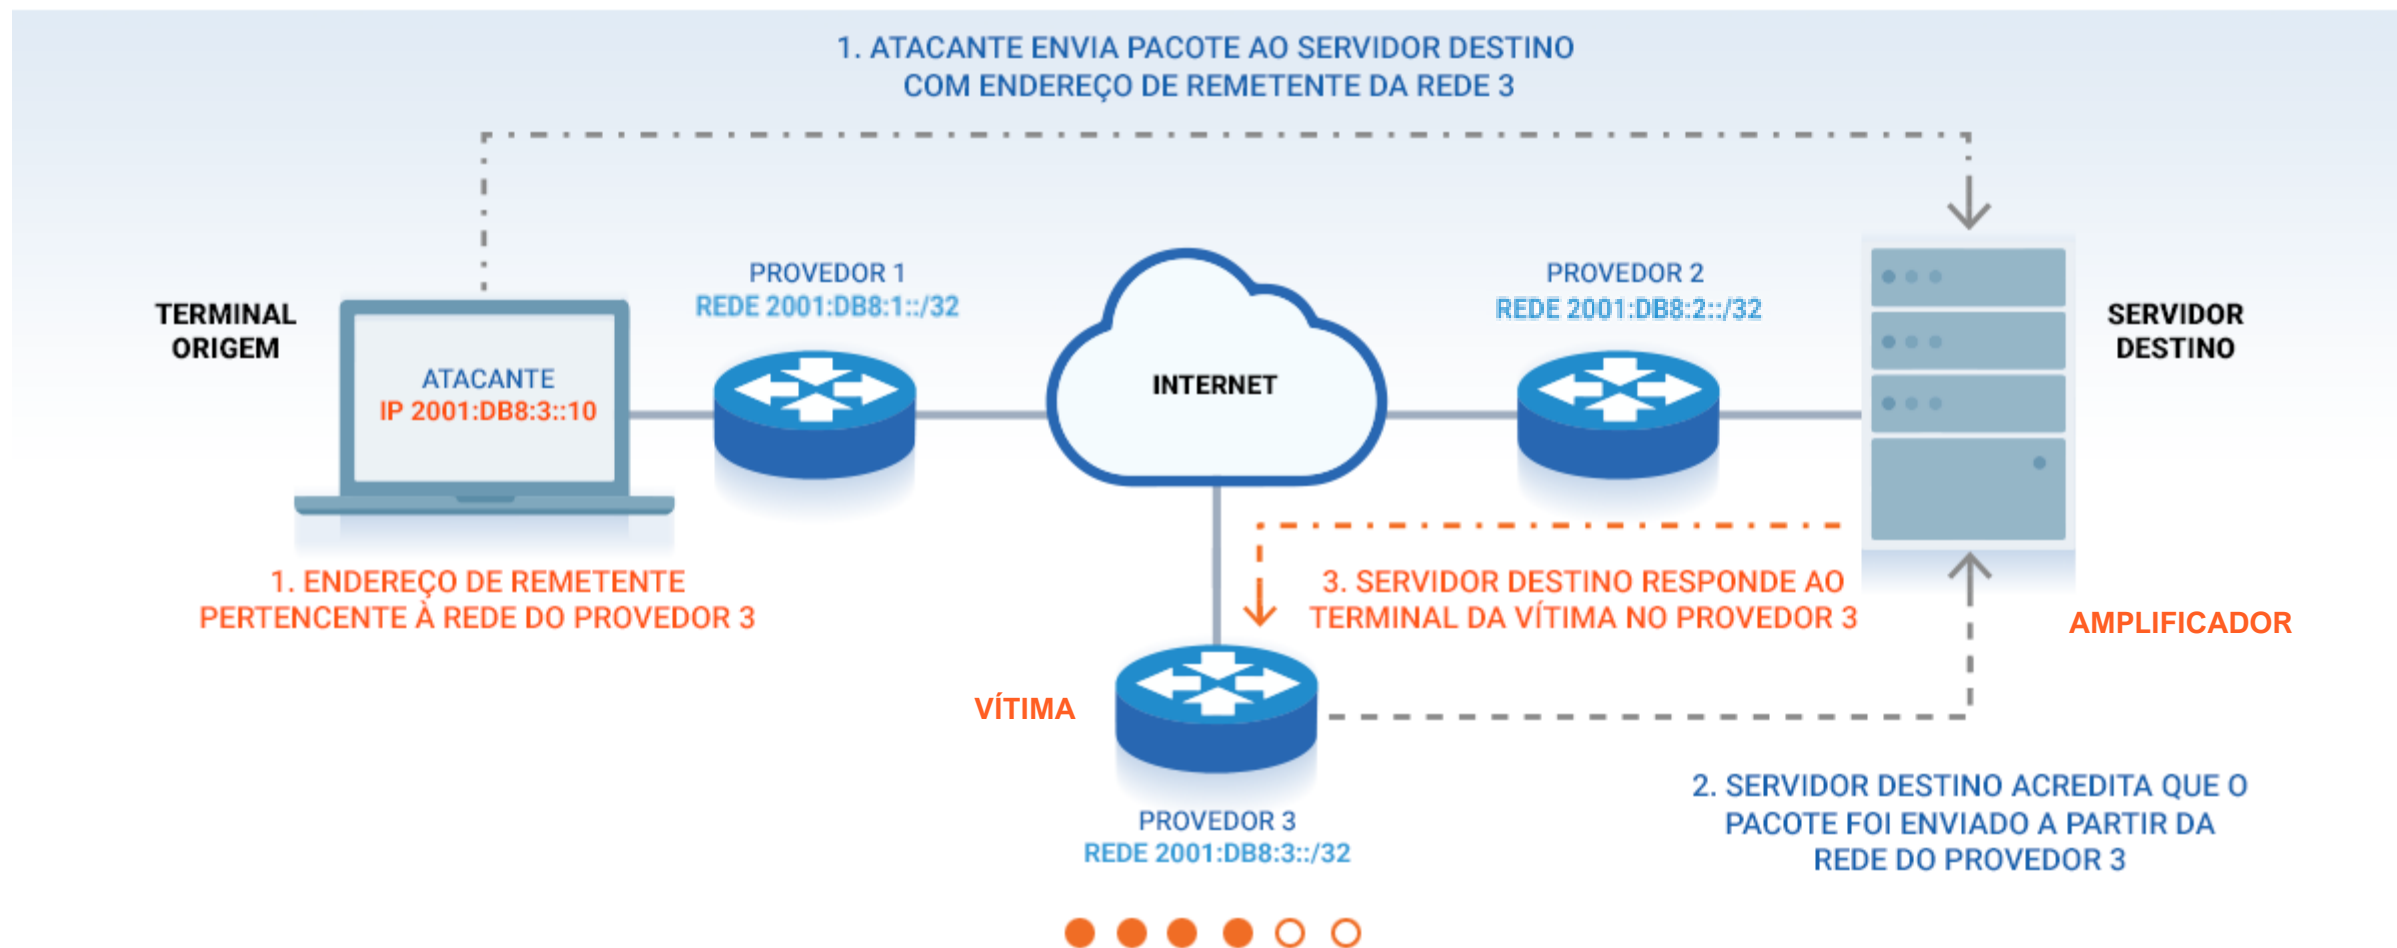 1. ATACANTE ENVIA PACOTE AO SERVIDOR DESTINO
COM ENDEREÇO DE REMETENTE DA REDE 3
TERMINAL
ORIGEM
ATACANTE
IP 2001:DB8:3::10
PROVEDOR 1
REDE 2001:DB8:1::/32
INTERNET
PROVEDOR 2
REDE 2001:DB8:2::/32
SERVIDOR
DESTINO
1. ENDEREÇO DE REMETENTE
PERTENCENTE À REDE DO PROVEDOR 3
3. SERVIDOR DESTINO RESPONDE AO
TERMINAL DA VÍTIMA NO PROVEDOR 3
AMPLIFICADOR
VÍTIMA
PROVEDOR 3
REDE 2001:DB8:3::/32
2. SERVIDOR DESTINO ACREDITA QUE O
PACOTE FOI ENVIADO A PARTIR DA
REDE DO PROVEDOR 3